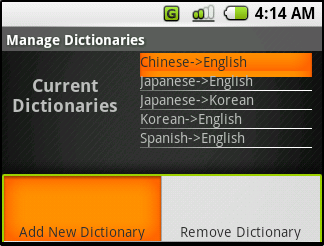 G 4:14 AM
Manage Dictionaries
Current
Dictionaries
Chinese->English
Japanese->English
Japanese->Korean
Korean->English
Spanish->English
Add New Dictionary
Remove Dictionary